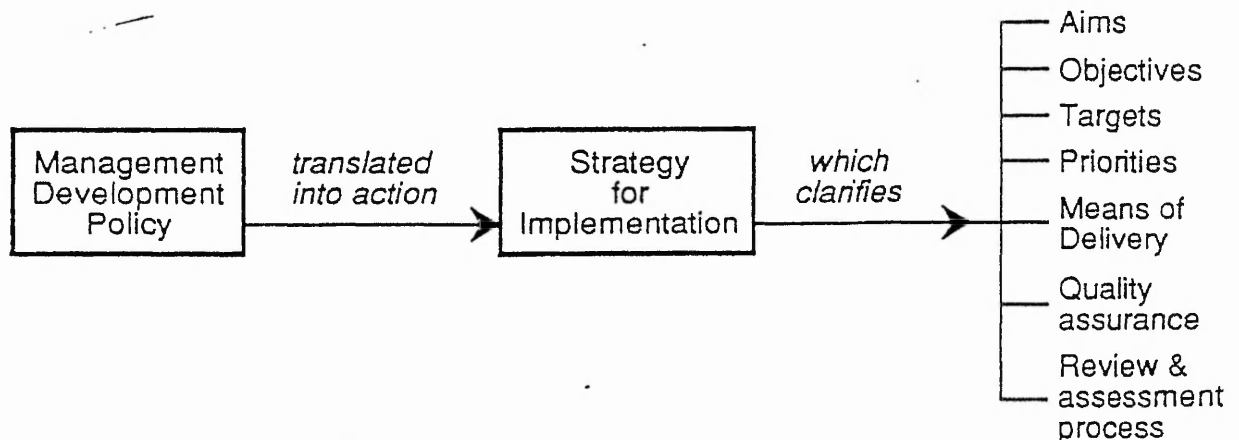 Management
Development
Policy
translated
into action
Strategy
for
Implementation
which
clarifies
Aims
Objectives
Targets
Priorities
Means of
Delivery
Quality
assurance
Review &
assessment
process